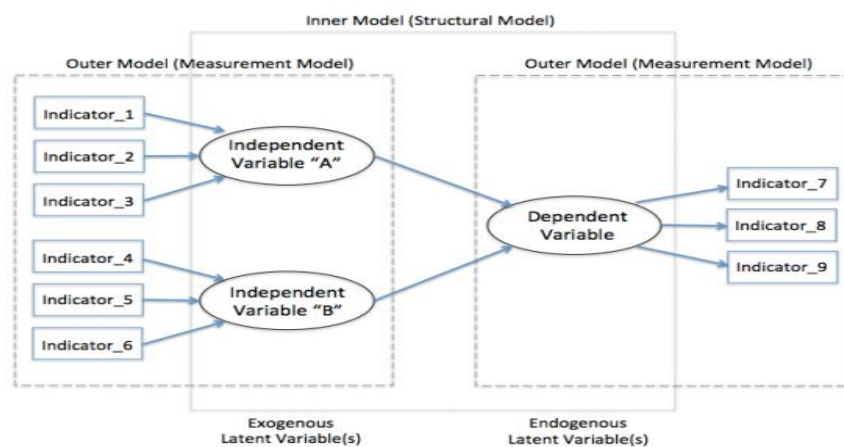 Inner Model (Structural Model)
Outer Model (Measurement Model)
Outer Model (Measurement Model)
Indicator_1
Indicator_2
Indicator_3
Independent
Variable “A”
Indicator_4
Indicator_5
Indicator_6
Independent
Variable “B”
Dependent
Variable
Indicator_7
Indicator_8
Indicator_9
Exogenous
Latent Variable(s)
Endogenous
Latent Variable(s)